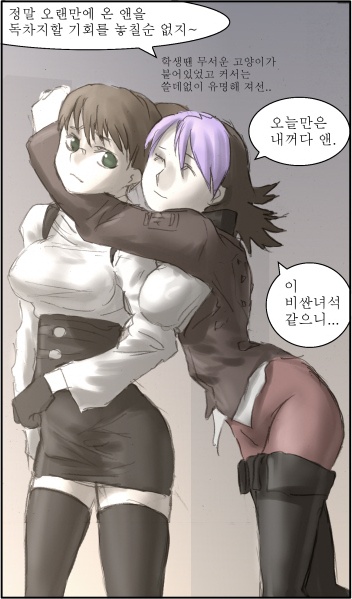 정말 오랜만에 온 앤을
독차지할 기회를 놓칠순 없지~
학생땐 무서운 고양이가
붙어있었고 커서는
쓸데없이 유명해 져선..
오늘만은
내꺼다 앤.
이
비싼녀석
같으니...